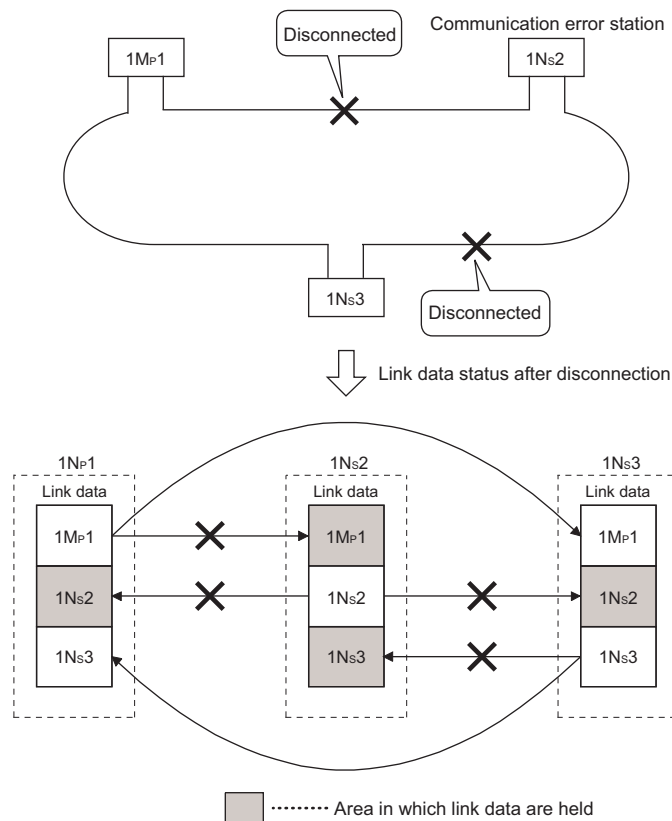 Communication error station
Disconnected
1MP1
1NS2
1NS3
Disconnected
Link data status after disconnection
1NP1
1NS2
1NS3
Link data
Link data
Link data
1MP1
1MP1
1MP1
1NS2
1NS2
1NS2
1NS3
1NS3
1NS3
Area in which link data are held